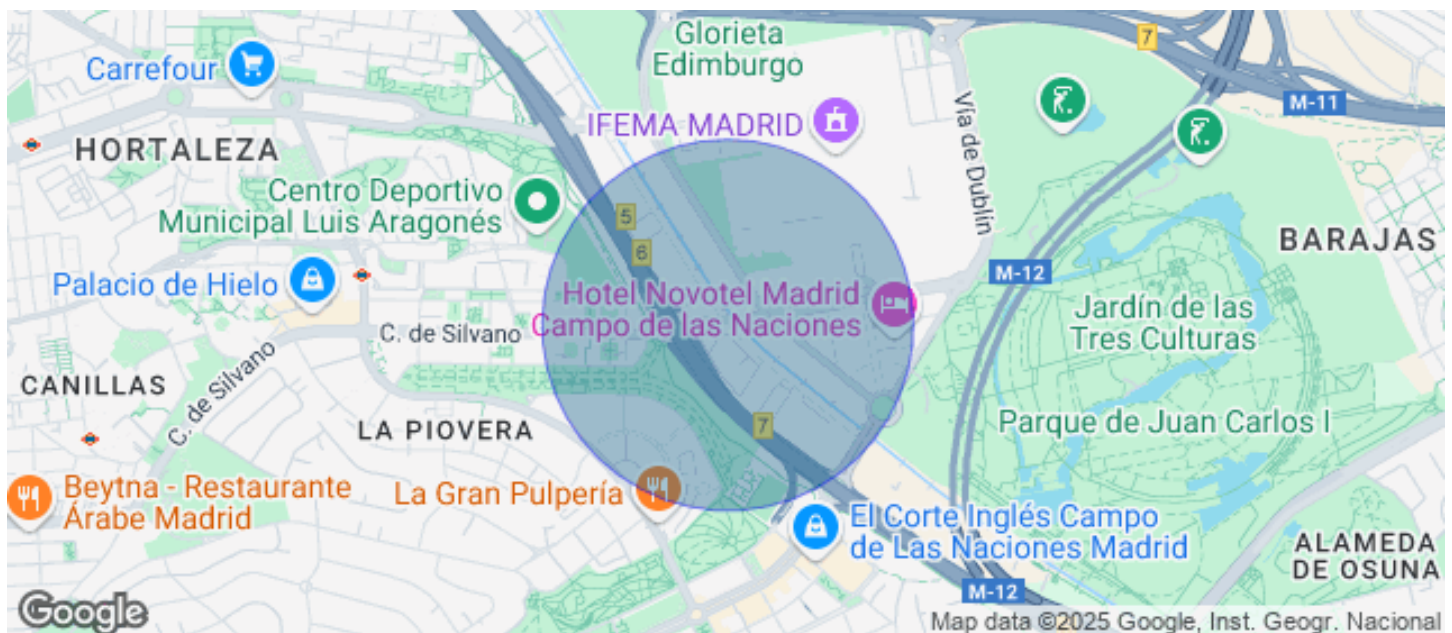 Glorieta
Edimburgo
7
Carrefour
M-11
IFEMA MADRID
HORTALEZA
Vía de Dublín
Centro Deportivo
Municipal Luis Aragonés
5
6
BARAJAS
M-12
Palacio de Hielo
Hotel Novotel Madrid
Campo de las Naciones
Jardín de las
Tres Culturas
C. de Silvano
CANILLAS
C. de Silvano
LA PIOVERA
7
Parque de Juan Carlos I
Beytna - Restaurante
Árabe Madrid
La Gran Pulpería
El Corte Inglés Campo
de Las Naciones Madrid
ALAMEDA
DE OSUNA
M-12
Google
Map data ©2025 Google, Inst. Geogr. Nacional